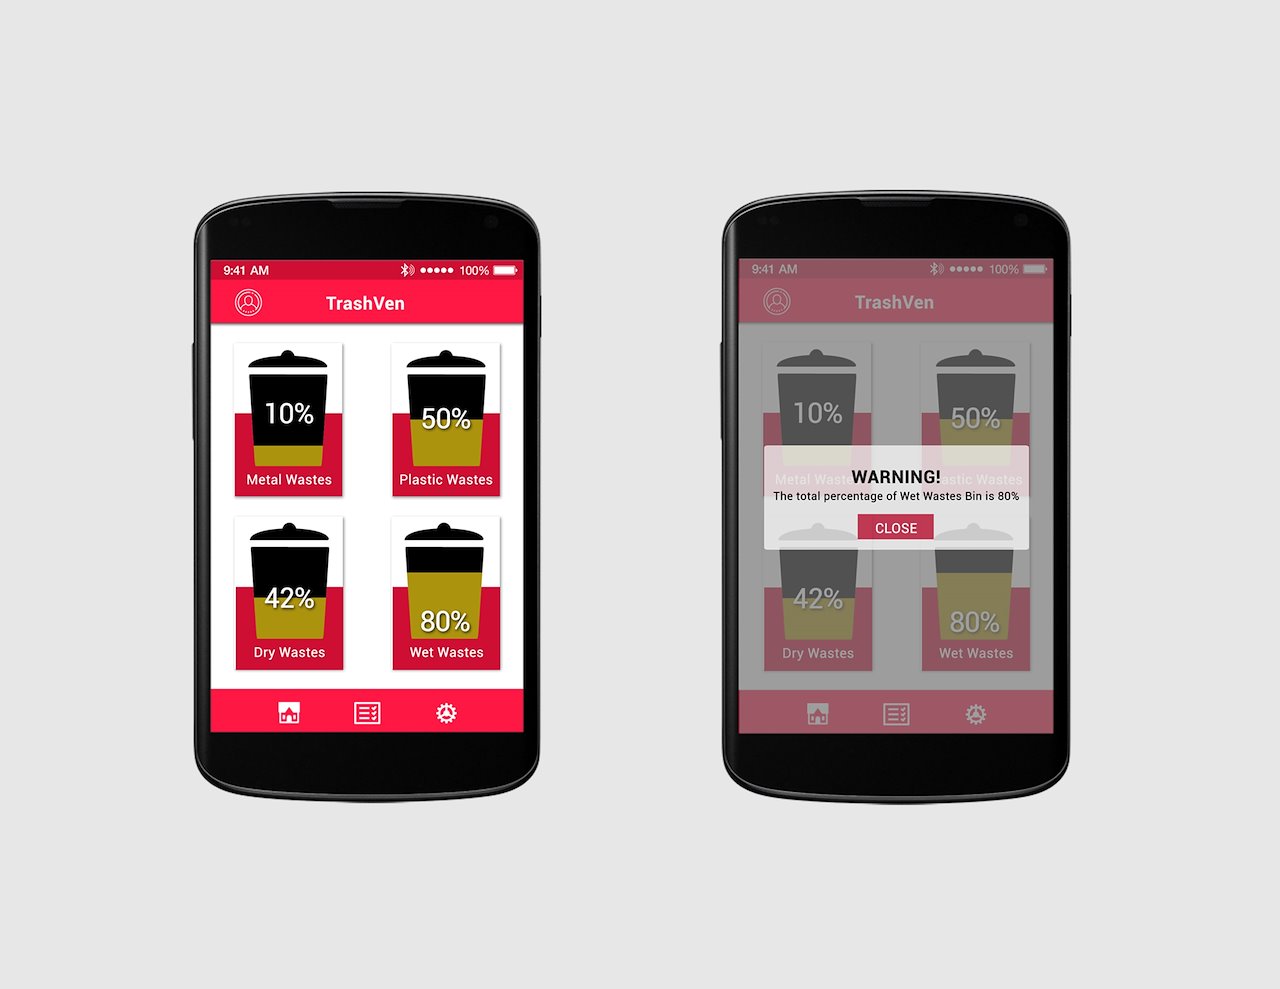 9:41 AM 100%
TrashVen
10% 50%
Metal Wastes Plastic Wastes
42% 80%
Dry Wastes Wet Wastes
9:41 AM 100%
TrashVen
10% 50%
Metal Wastes Plastic Wastes
WARNING!
The total percentage of Wet Wastes Bin is 80%
CLOSE
42% 80%
Dry Wastes Wet Wastes